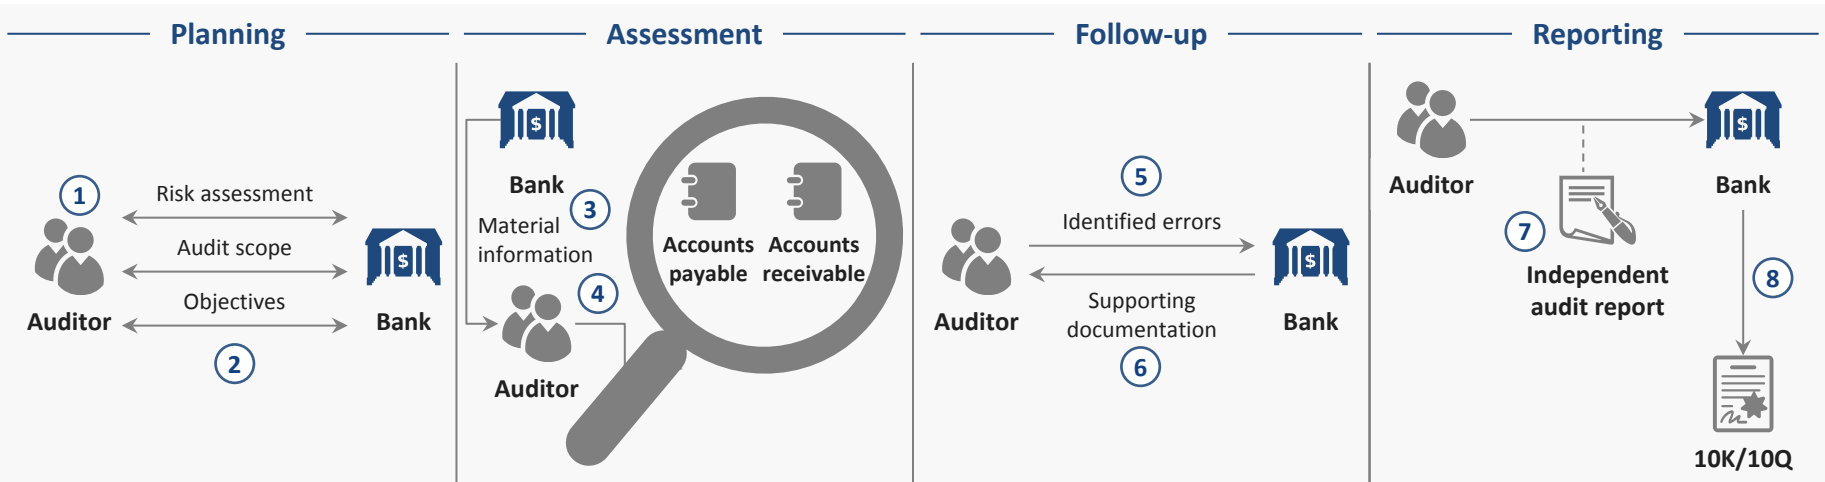 Planning
1
Risk assessment
Audit scope
Objectives
Auditor
Bank
2
Assessment
$
Bank
3
Material
information
4
Auditor
Accounts
payable
Accounts
receivable
Follow-up
5
Identified errors
Supporting
documentation
6
Auditor
$
Bank
Reporting
Auditor
$
Bank
7
Independent
audit report
8
10K/10Q
$